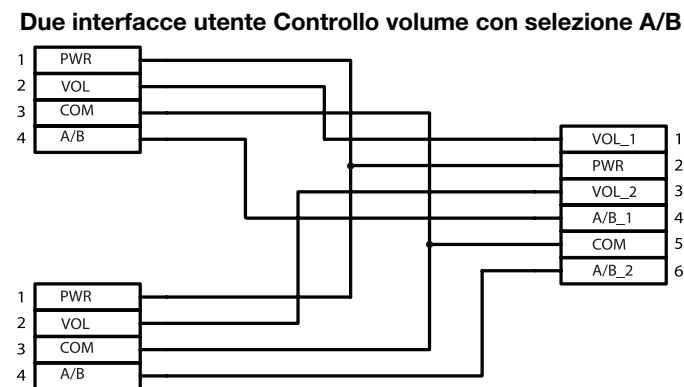 Due interfacce utente Controllo volume con selezione A/B
1 PWR
2 VOL
3 COM
4 A/B
VOL_1 1
PWR 2
VOL_2 3
A/B_1 4
COM 5
A/B_2 6
1 PWR
2 VOL
3 COM
4 A/B